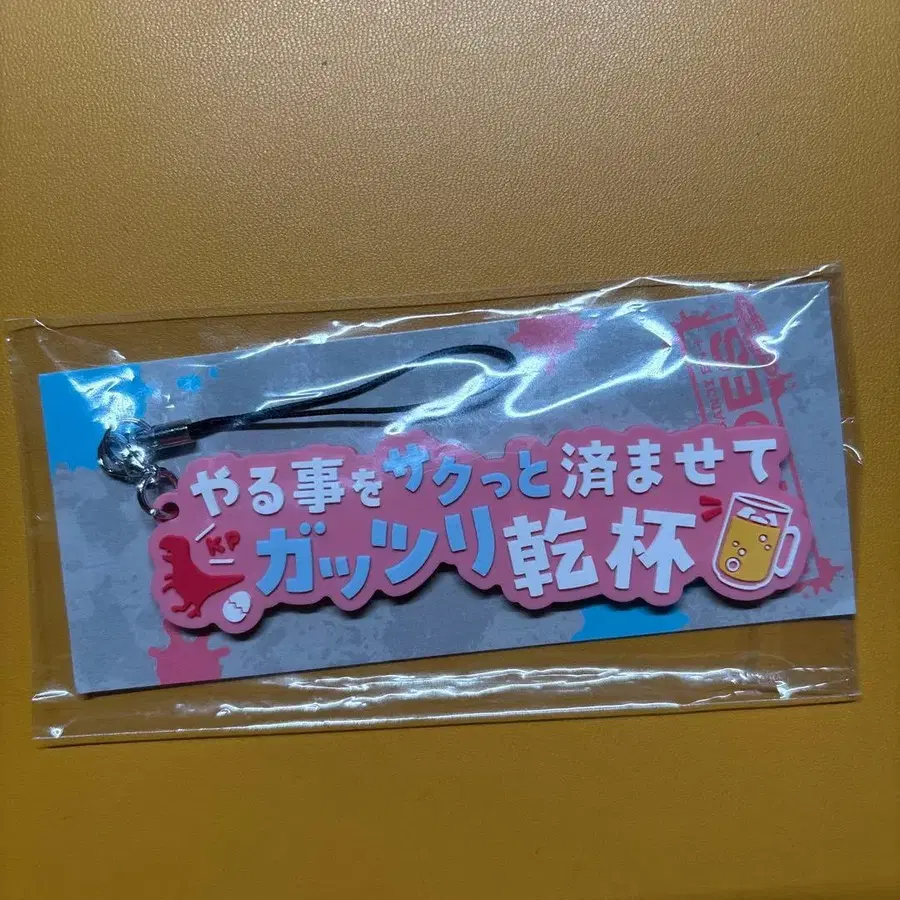 やる事をサクっと済ませて
KP
ガッツリ乾杯